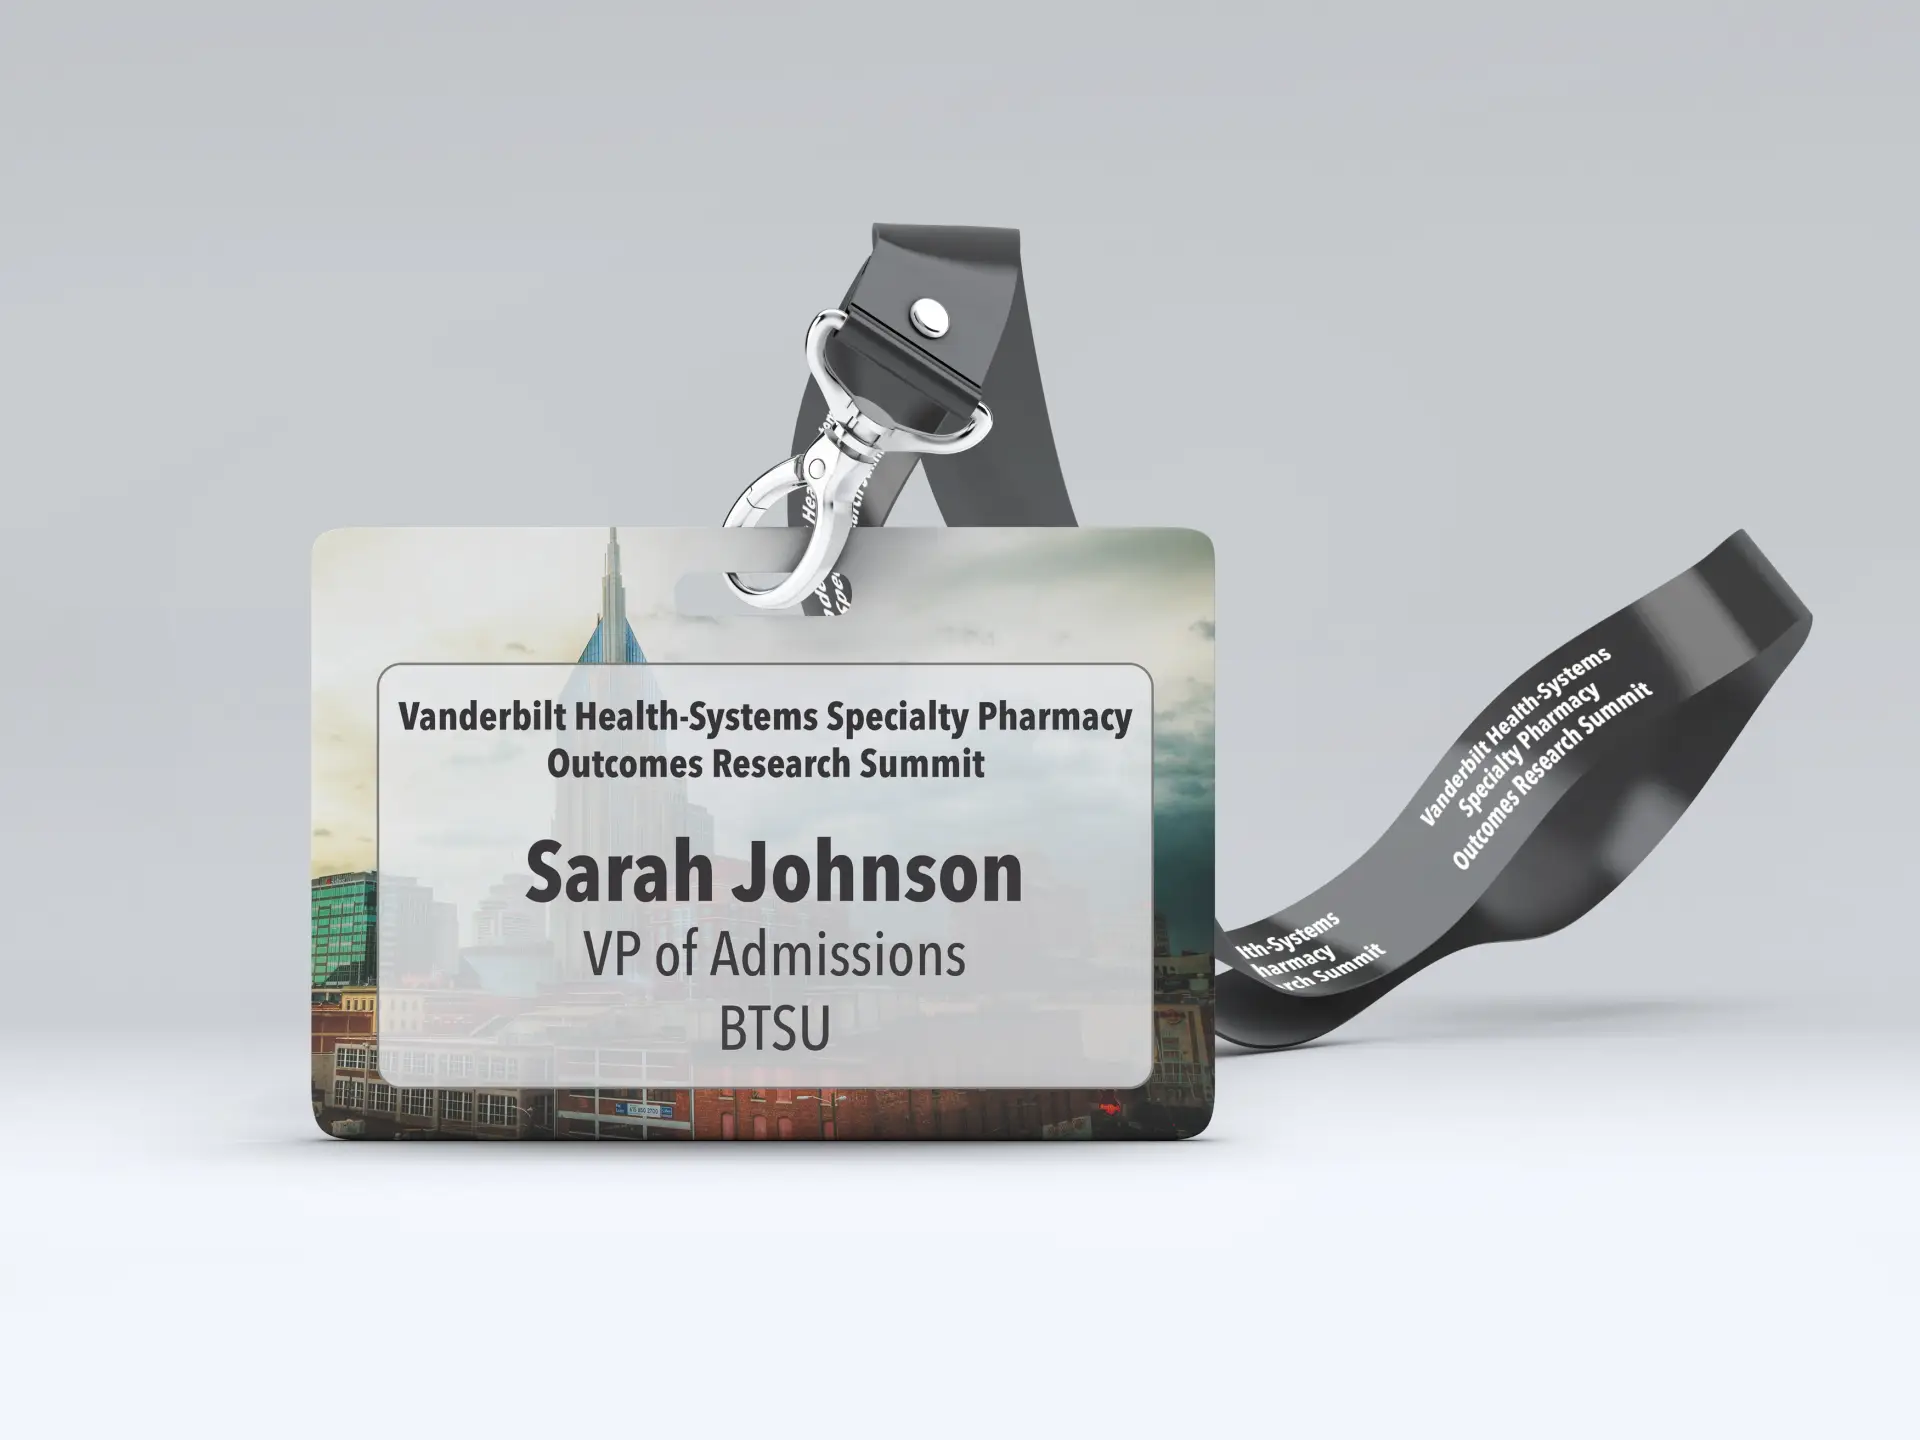 Vanderbilt Health-Systems Specialty Pharmacy
Outcomes Research Summit
Sarah Johnson
VP of Admissions
BTSU
Vanderbilt Health-Systems
Specialty Pharmacy
Outcomes Research Summit
lth-Systems
harmacy
rch Summit